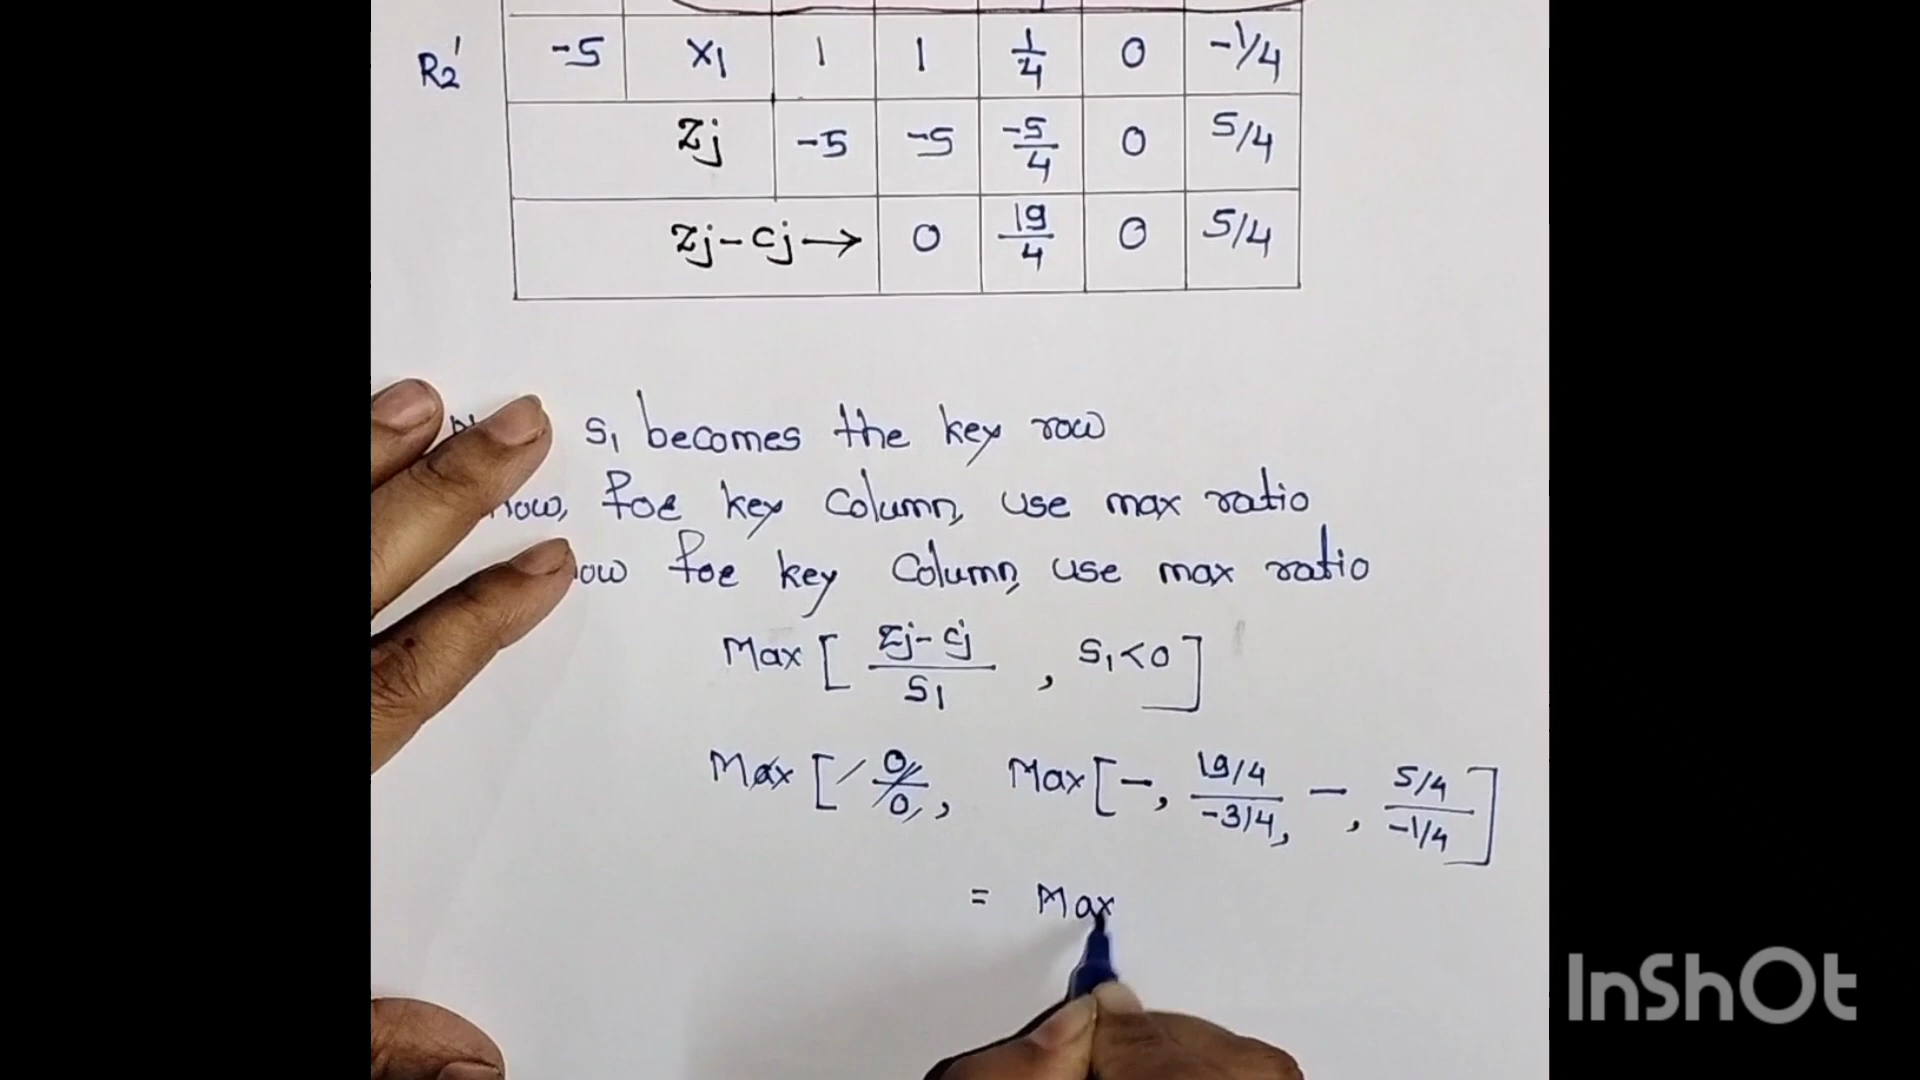 R2' -5 x1 1 1 1/4 0 -1/4
Zj -5 -5 -5/4 0 5/4
Zj-Cj→ 0 19/4 0 5/4
S1 becomes the key row
now, for key Column, use max ratio
now for key Column, use max ratio
Max [ Zj-Cj / S1 , S1<0 ]
Max [ 0/0, Max [ -, 19/4 / -3/4, -, 5/4 / -1/4 ]
= Max
InShOt